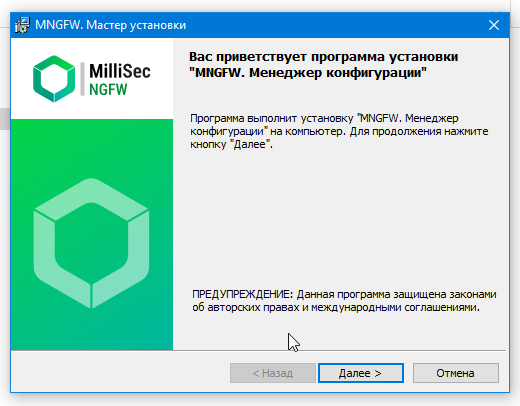 MNGFW. Мастер установки
MilliSec
NGFW
Вас приветствует программа установки
"MNGFW. Менеджер конфигурации"
Программа выполнит установку "MNGFW. Менеджер
конфигурации" на компьютер. Для продолжения нажмите
кнопку "Далее".
ПРЕДУПРЕЖДЕНИЕ: Данная программа защищена законами
об авторских правах и международными соглашениями.
< Назад
Далее >
Отмена